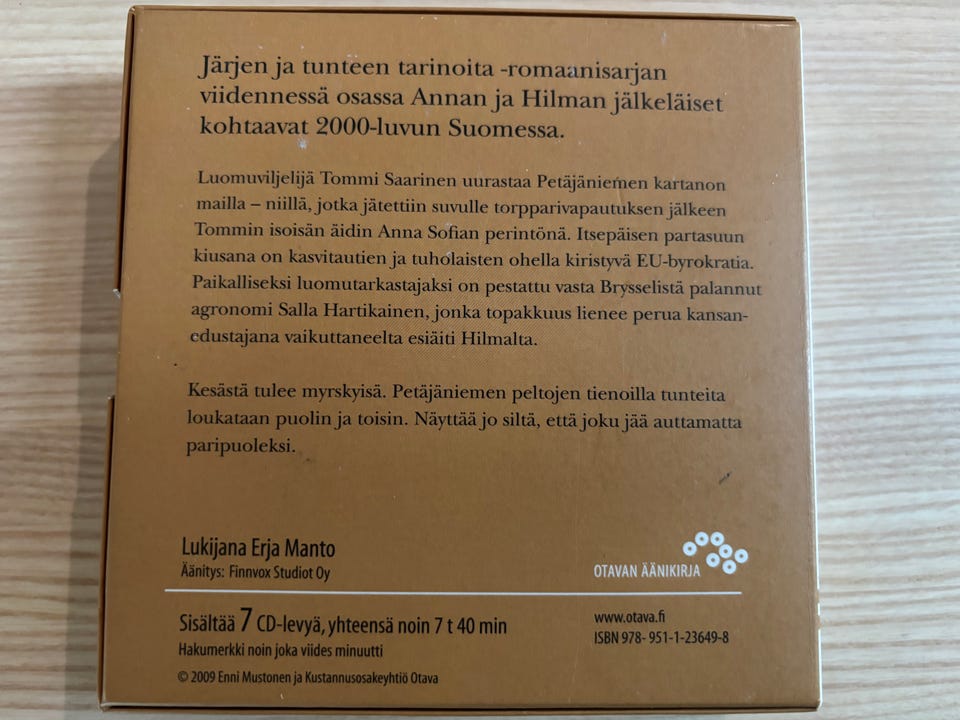 Järjen ja tunteen tarinoita -romaanisarjan
viidennessä osassa Annan ja Hilman jälkeläiset
kohtaavat 2000-luvun Suomessa.
Luomuviljelijä Tommi Saarinen uurastaa Petäjäniemen kartanon
mailla – niillä, jotka jätettiin suvulle torpparivapautuksen jälkeen
Tommin isoisän äidin Anna Sofian perintönä. Itsepäisen partasuun
kiusana on kasvitautien ja tuholaisten ohella kiristyvä EU-byrokratia.
Paikalliseksi luomutarkastajaksi on pestattu vasta Brysselistä palannut
agronomi Salla Hartikainen, jonka topakkuus lienee perua kansan-
edustajana vaikuttaneelta esiäiti Hilmalta.
Kesästä tulee myrskyisä. Petäjäniemen peltojen tienoilla tunteita
loukataan puolin ja toisin. Näyttää jo siltä, että joku jää auttamatta
paripuoleksi.
Lukijana Erja Manto
Äänitys: Finnvox Studiot Oy
OTAVAN ÄÄNIKIRJA
Sisältää 7 CD-levyä, yhteensä noin 7 t 40 min
Hakumerkki noin joka viides minuutti
© 2009 Enni Mustonen ja Kustannusosakeyhtiö Otava
www.otava.fi
ISBN 978- 951-1-23649-8